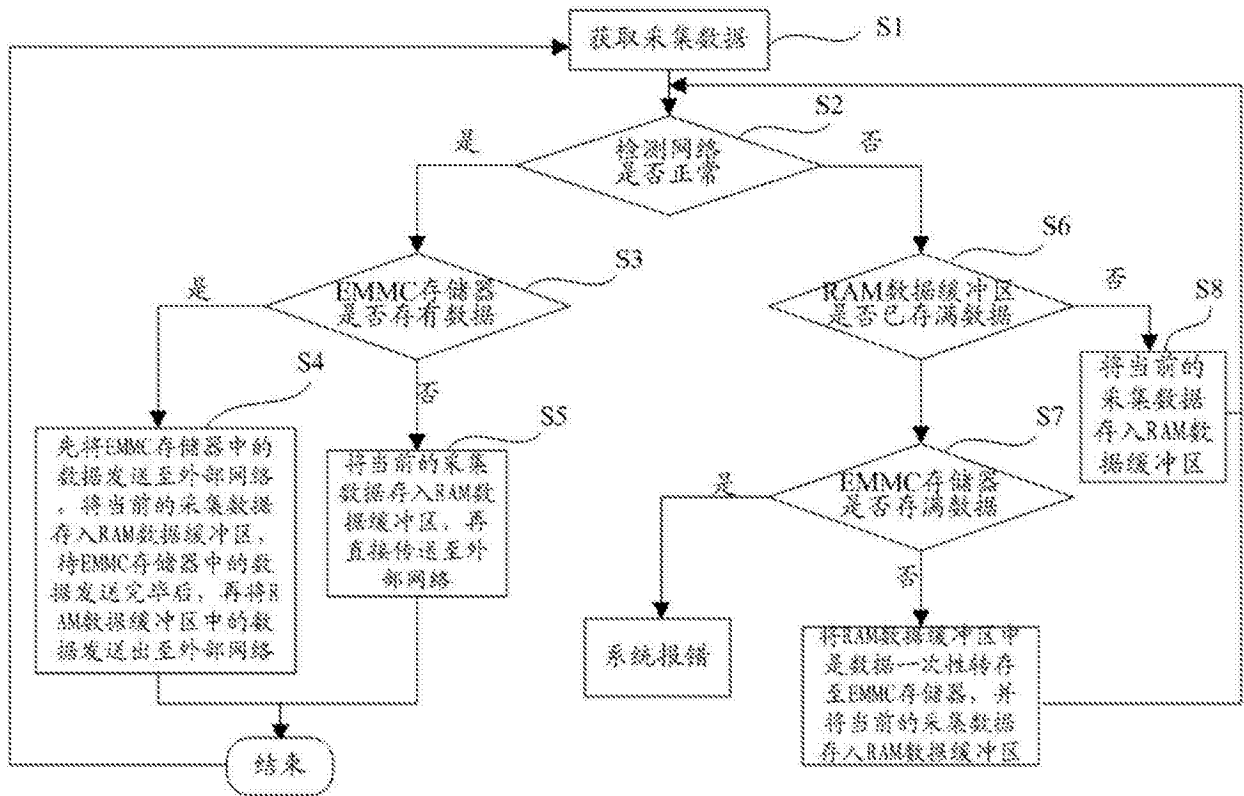 获取采集数据
S1
S2
是
检测网络
是否正常
否
S3
是
EMMC存储器
是否存有数据
否
S6
RAM数据缓冲区
是否已存满数据
否
S8
将当前的
采集数据
存入RAM数
据缓冲区
S4
先将EMMC存储器中的
数据发送至外部网络
，将当前的采集数据
存入RAM数据缓冲区，
待EMMC存储器中的数
据发送完毕后，再将R
AM数据缓冲区中的数
据发送出至外部网络
S5
将当前的采集
数据存入RAM数
据缓冲区，再
直接传送至外
部网络
S7
是
EMMC存储器
是否存满数据
否
系统报错
将RAM数据缓冲区中
是数据一次性转存
至EMMC存储器，并
将当前的采集数据
存入RAM数据缓冲区
结束